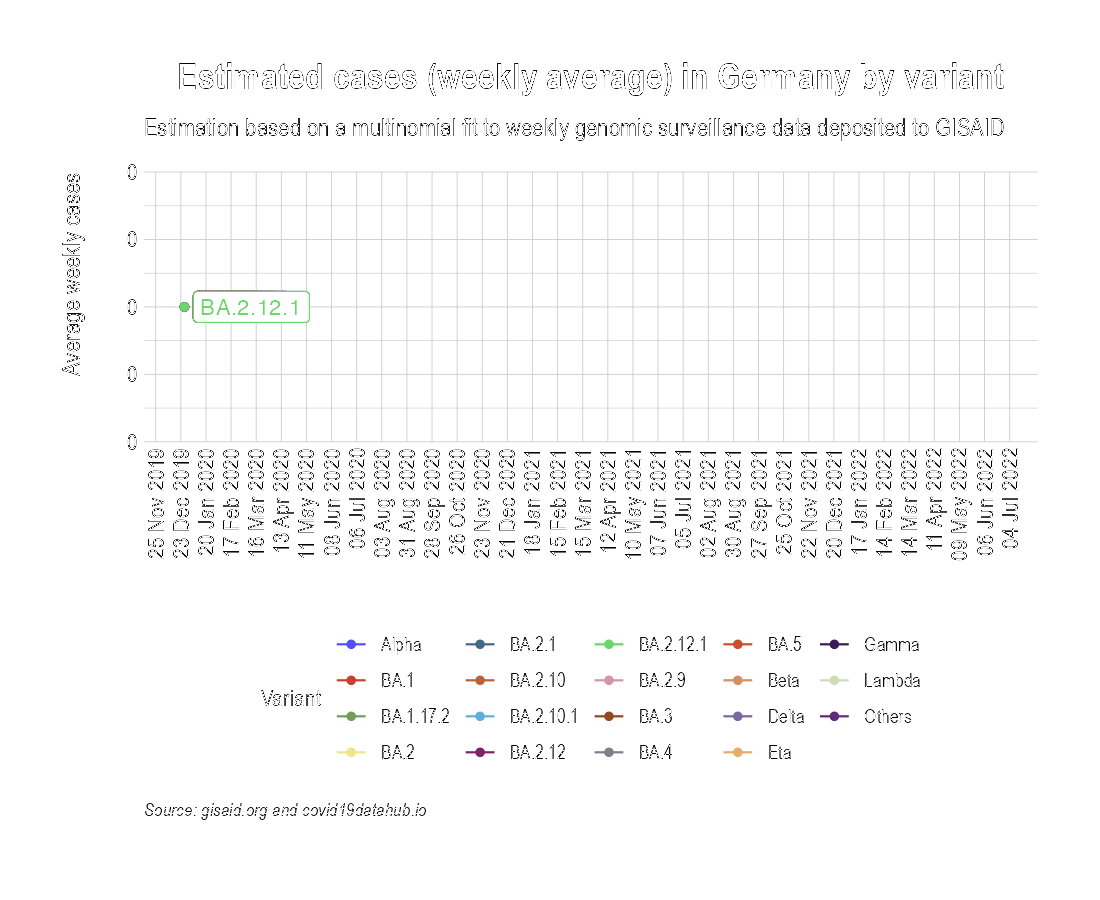 Estimated cases (weekly average) in Germany by variant
Estimation based on a multinomial fit to weekly genomic surveillance data deposited to GISAID
Average weekly cases
0
0
0
0
0
BA.2.12.1
25 Nov 2019
23 Dec 2019
20 Jan 2020
17 Feb 2020
16 Mar 2020
13 Apr 2020
11 May 2020
08 Jun 2020
06 Jul 2020
03 Aug 2020
31 Aug 2020
28 Sep 2020
26 Oct 2020
23 Nov 2020
21 Dec 2020
18 Jan 2021
15 Feb 2021
15 Mar 2021
12 Apr 2021
10 May 2021
07 Jun 2021
05 Jul 2021
02 Aug 2021
30 Aug 2021
27 Sep 2021
25 Oct 2021
22 Nov 2021
20 Dec 2021
17 Jan 2022
14 Feb 2022
14 Mar 2022
11 Apr 2022
09 May 2022
06 Jun 2022
04 Jul 2022
Variant
Alpha
BA.1
BA.1.17.2
BA.2
BA.2.1
BA.2.10
BA.2.10.1
BA.2.12
BA.2.12.1
BA.2.9
BA.3
BA.4
BA.5
Beta
Delta
Eta
Gamma
Lambda
Others
Source: gisaid.org and covid19datahub.io